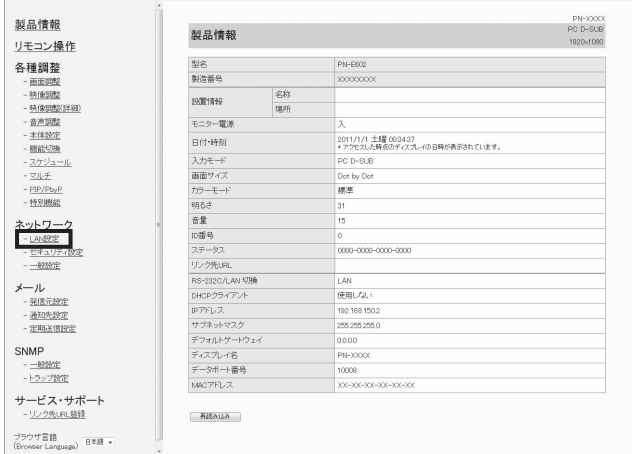 製品情報
リモコン操作
各種調整
- 画面調整
- 映像調整
- 映像調整(詳細)
- 音声調整
- 本体設定
- 機能切換
- スケジュール
- マルチ
- PIP/PbyP
- 特別機能
ネットワーク
- LAN設定
- セキュリティ設定
- 一般設定
メール
- 発信元設定
- 通知先設定
- 定期送信設定
SNMP
- 一般設定
- トラップ設定
サービス・サポート
- リンク先URL登録
ブラウザ言語
(Browser Language) 日本語
PN-XXXX
製品情報 PC D-SUB
1920x1080
型名 PN-E602
製造番号 XXXXXXXX
設置情報 名称
場所
モニター電源 入
日付・時刻 2011/1/1 土曜 00:34:37
* アクセスした時点のディスプレイの日時が表示されています。
入力モード PC D-SUB
画面サイズ Dot by Dot
カラーモード 標準
明るさ 31
音量 15
ID番号 0
ステータス 0000-0000-0000-0000
リンク先URL
RS-232C/LAN 切換 LAN
DHCPクライアント 使用しない
IPアドレス 192.168.150.2
サブネットマスク 255.255.255.0
デフォルトゲートウェイ 0.0.0.0
ディスプレイ名 PN-XXXX
データポート番号 10008
MACアドレス XX-XX-XX-XX-XX-XX
再読み込み